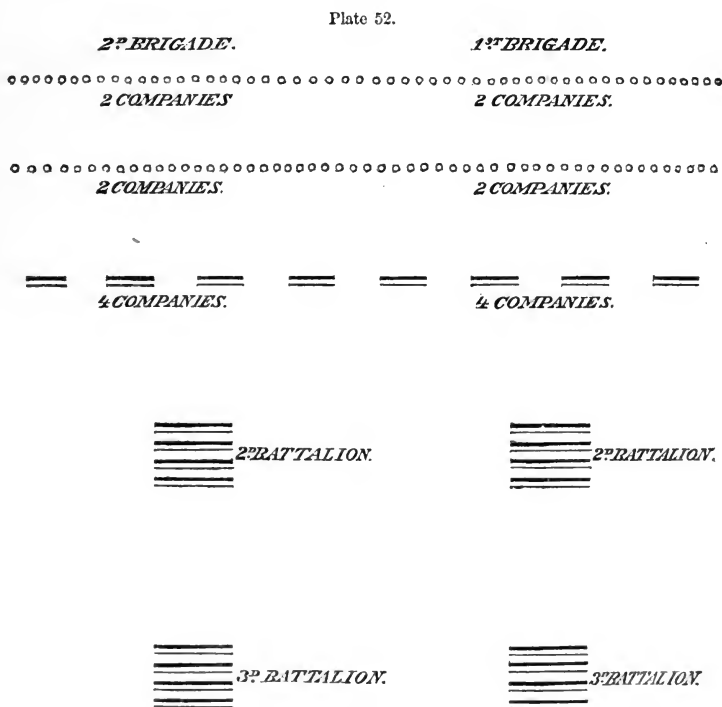 Plate 52.
2D BRIGADE. 1ST BRIGADE.
2 COMPANIES 2 COMPANIES.
2 COMPANIES. 2 COMPANIES.
4 COMPANIES. 4 COMPANIES.
2D BATTALION. 2D BATTALION.
3D BATTALION. 3D BATTALION.